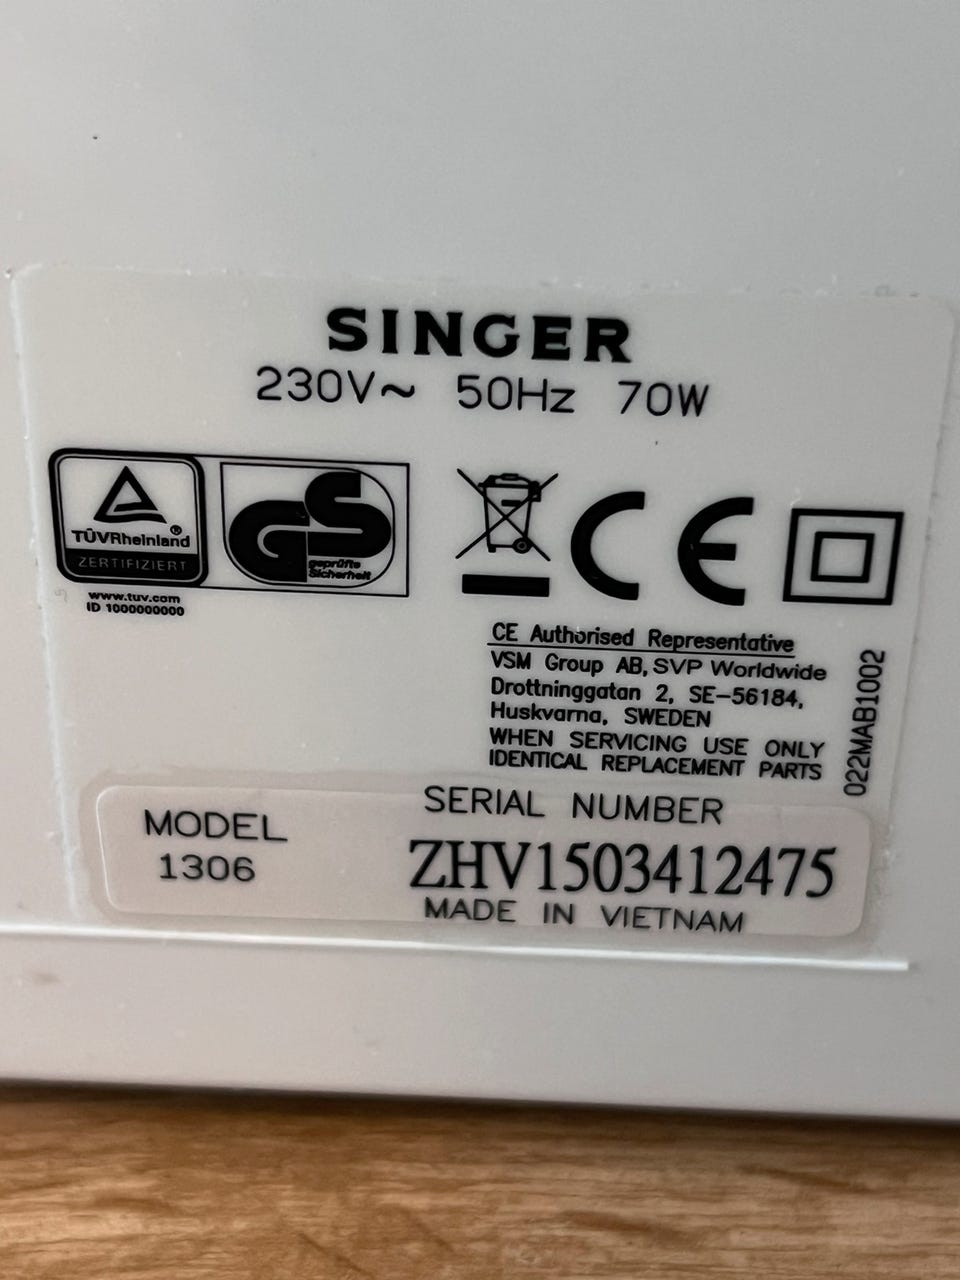 SINGER
230V~ 50Hz 70W
TÜVRheinland®
ZERTIFIZIERT
GS
geprüfte
Sicherheit
CE
www.tuv.com
ID 1000000000
CE Authorised Representative
VSM Group AB, SVP Worldwide
Drottninggatan 2, SE-56184,
Huskvarna, SWEDEN
WHEN SERVICING USE ONLY
IDENTICAL REPLACEMENT PARTS
022MAB1002
MODEL
1306
SERIAL NUMBER
ZHV1503412475
MADE IN VIETNAM